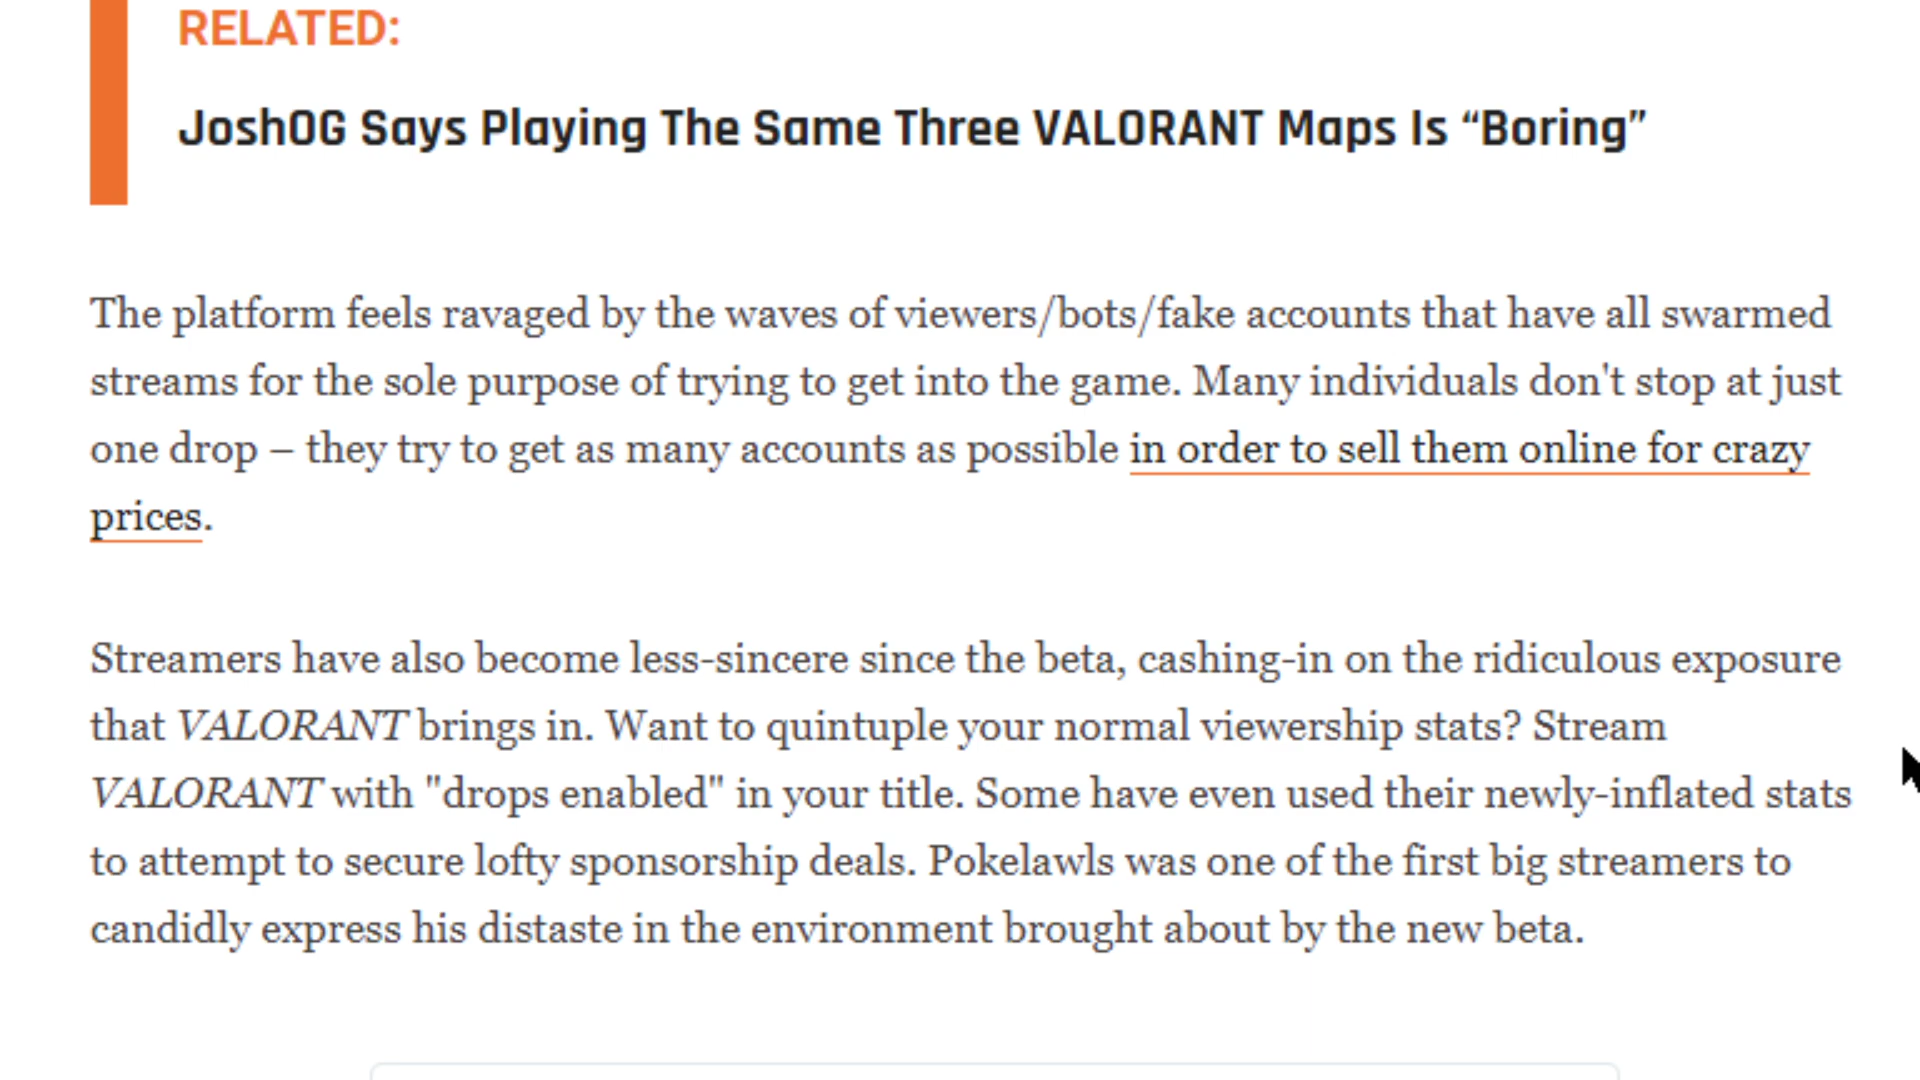 RELATED:
JoshOG Says Playing The Same Three VALORANT Maps Is “Boring”
The platform feels ravaged by the waves of viewers/bots/fake accounts that have all swarmed
streams for the sole purpose of trying to get into the game. Many individuals don't stop at just
one drop – they try to get as many accounts as possible in order to sell them online for crazy
prices.
Streamers have also become less-sincere since the beta, cashing-in on the ridiculous exposure
that VALORANT brings in. Want to quintuple your normal viewership stats? Stream
VALORANT with "drops enabled" in your title. Some have even used their newly-inflated stats
to attempt to secure lofty sponsorship deals. Pokelawls was one of the first big streamers to
candidly express his distaste in the environment brought about by the new beta.